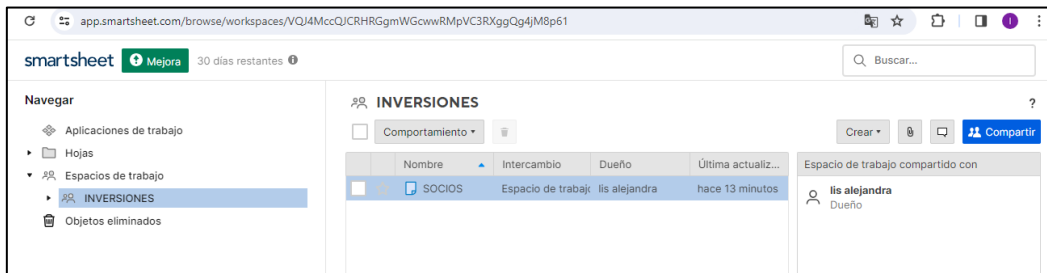 app.smartsheet.com/browse/workspaces/VQJ4MccQJCRHRGgmWGcwwRMpVC3RXggQg4jM8p61
smartsheet Mejora 30 días restantes
Buscar...
Navegar
Aplicaciones de trabajo
Hojas
Espacios de trabajo
INVERSIONES
Objetos eliminados
INVERSIONES ?
Comportamiento Crear Compartir
Nombre Intercambio Dueño Última actualiz...
SOCIOS Espacio de trabajo lis alejandra hace 13 minutos
Espacio de trabajo compartido con
lis alejandra
Dueño
I